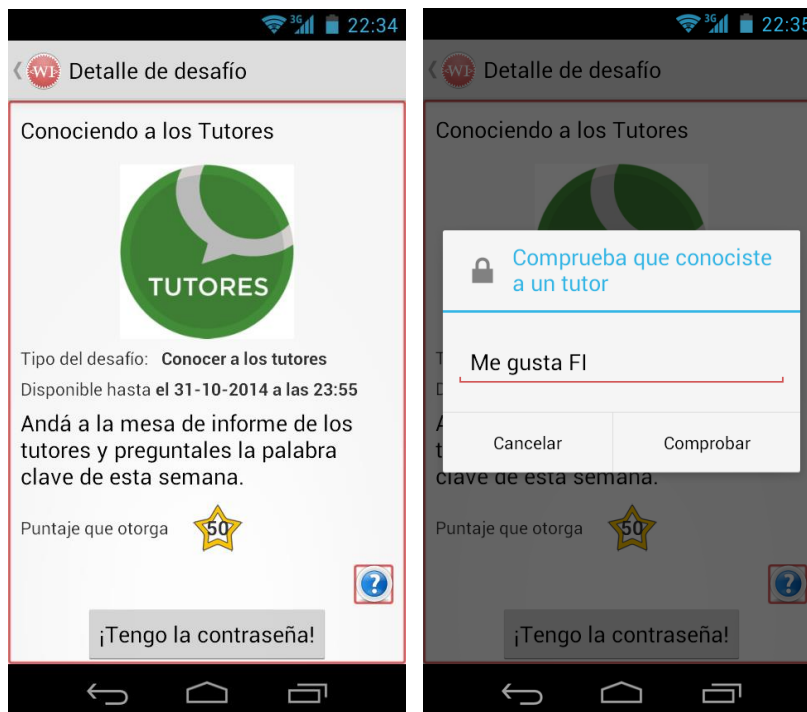 3G 22:34
WI Detalle de desafío
Conociendo a los Tutores
TUTORES
Tipo del desafío: Conocer a los tutores
Disponible hasta el 31-10-2014 a las 23:55
Andá a la mesa de informe de los
tutores y preguntales la palabra
clave de esta semana.
Puntaje que otorga 50
?
¡Tengo la contraseña!
3G 22:35
WI Detalle de desafío
Conociendo a los Tutores
Comprueba que conociste
a un tutor
T
Me gusta FI
D
A
Cancelar Comprobar
t
clave de esta semana.
Puntaje que otorga 50
?
¡Tengo la contraseña!